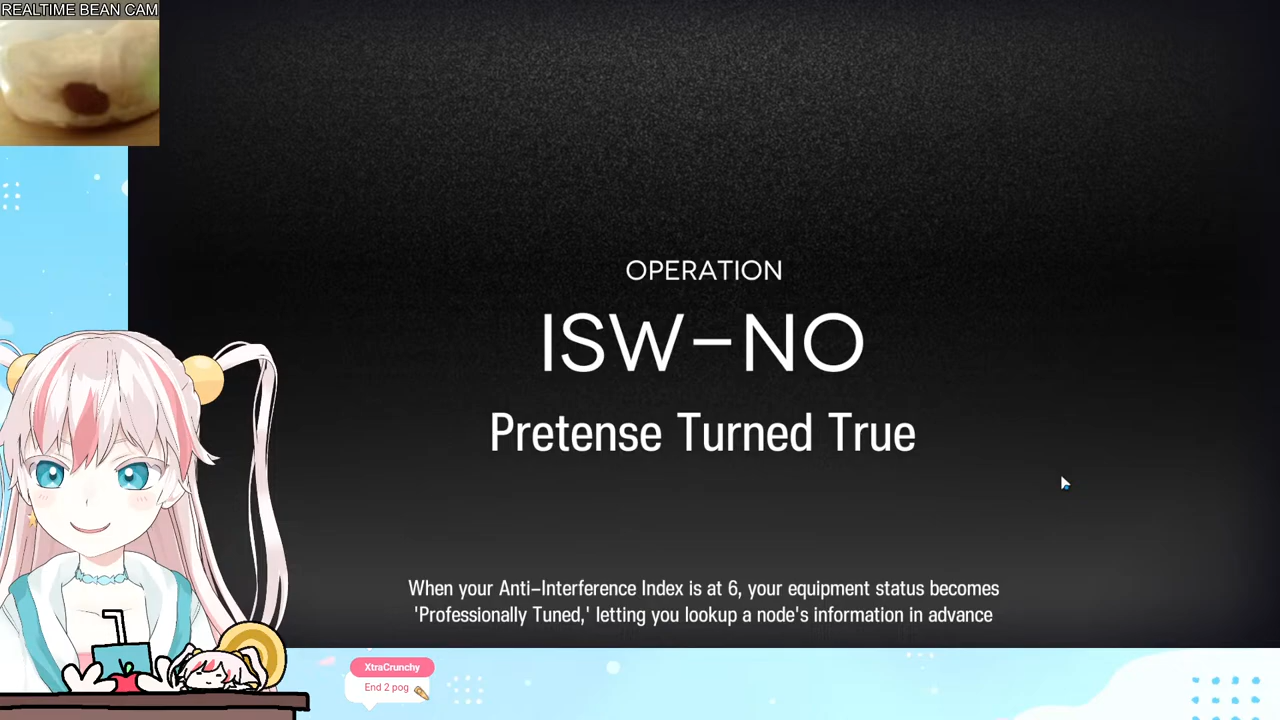 REALTIME BEAN CAM
OPERATION
ISW-NO
Pretense Turned True
When your Anti-Interference Index is at 6, your equipment status becomes
'Professionally Tuned,' letting you lookup a node's information in advance
XtraCrunchy
End 2 pog